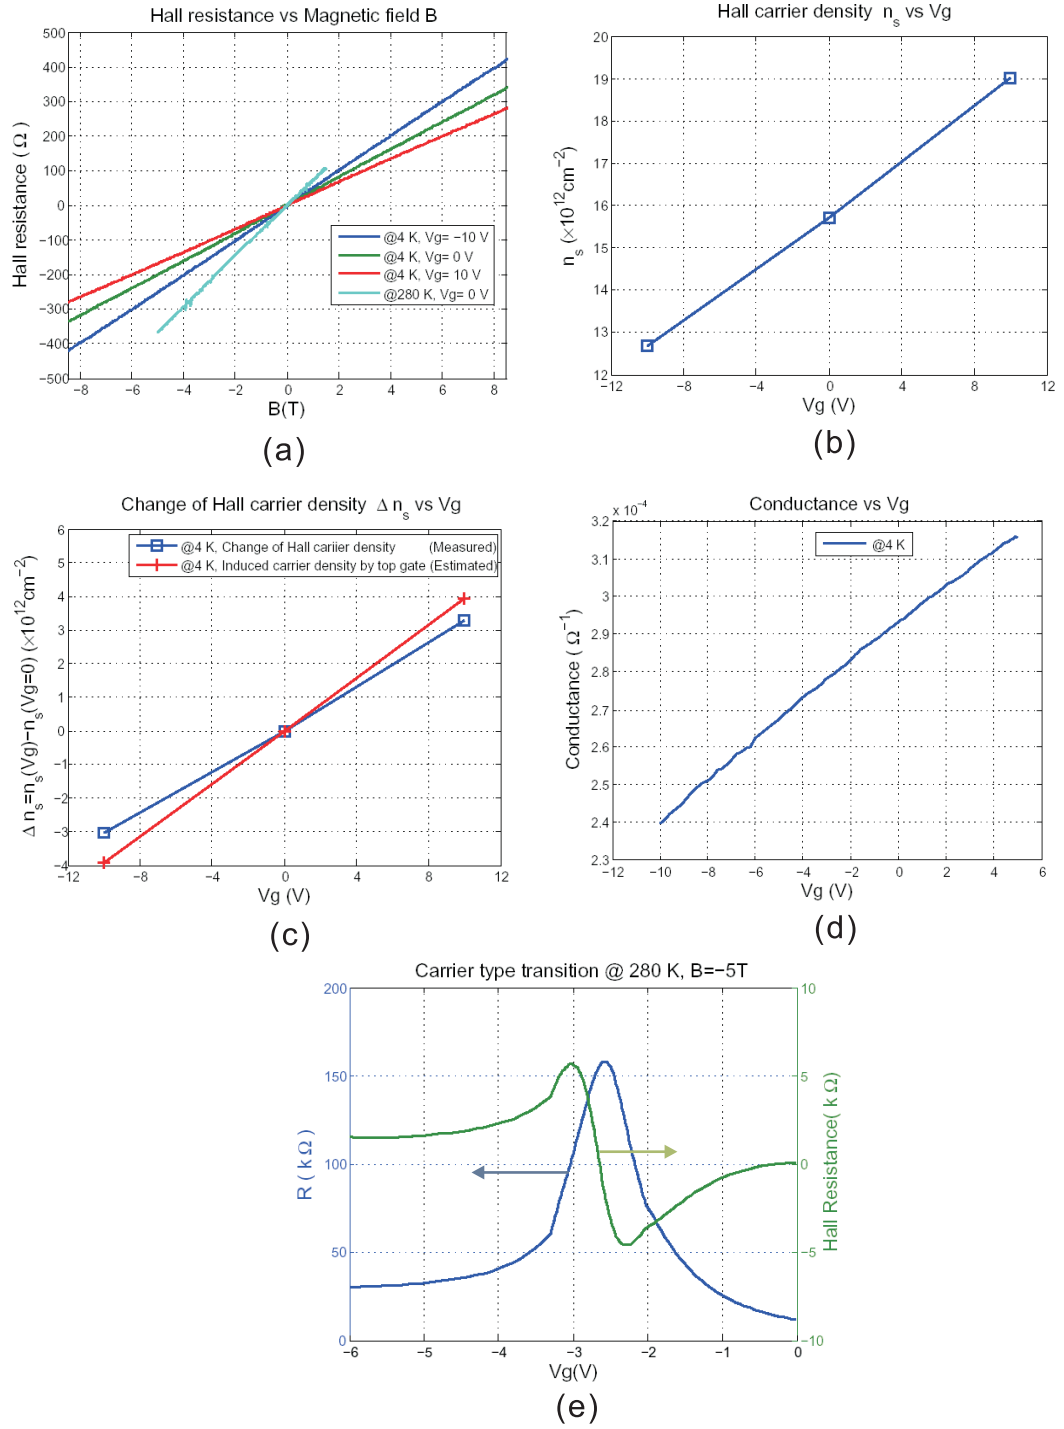 Hall resistance vs Magnetic field B
500
400
300
200
100
0
−100
−200
−300
−400
−500
Hall resistance ( Ω )
@4 K, Vg= −10 V
@4 K, Vg= 0 V
@4 K, Vg= 10 V
@280 K, Vg= 0 V
−8 −6 −4 −2 0 2 4 6 8
B(T)
(a)
Hall carrier density n_s vs Vg
20
19
18
17
16
15
14
13
12
n_s (×10^12cm^−2)
−12 −8 −4 0 4 8 12
Vg (V)
(b)
Change of Hall carrier density Δ n_s vs Vg
6
5
4
3
2
1
0
−1
−2
−3
−4
Δ n_s=n_s(Vg)−n_s(Vg=0) (×10^12cm^−2)
@4 K, Change of Hall cariier density (Measured)
@4 K, Induced carrier density by top gate (Estimated)
−12 −8 −4 0 4 8 12
Vg (V)
(c)
Conductance vs Vg
x 10^−4
3.2
3.1
3
2.9
2.8
2.7
2.6
2.5
2.4
2.3
Conductance ( Ω^−1)
@4 K
−12 −10 −8 −6 −4 −2 0 2 4 6
Vg (V)
(d)
Carrier type transition @ 280 K, B=−5T
200
150
100
50
0
R ( k Ω )
10
5
0
−5
−10
Hall Resistance( k Ω )
−6 −5 −4 −3 −2 −1 0
Vg(V)
(e)